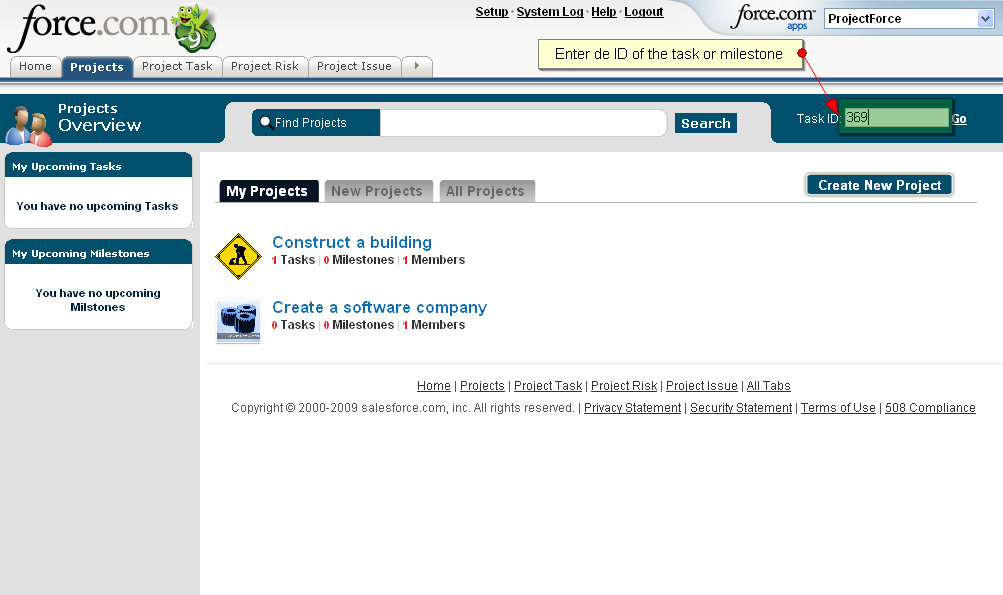 force.com
9
Setup · System Log · Help · Logout
force.com
apps
ProjectForce
Enter de ID of the task or milestone
Home
Projects
Project Task
Project Risk
Project Issue
Projects
Overview
Find Projects
Search
Task ID: 369 Go
My Upcoming Tasks
You have no upcoming Tasks
My Upcoming Milestones
You have no upcoming
Milstones
My Projects
New Projects
All Projects
Create New Project
Construct a building
1 Tasks | 0 Milestones | 1 Members
Create a software company
0 Tasks | 0 Milestones | 1 Members
Home | Projects | Project Task | Project Risk | Project Issue | All Tabs
Copyright © 2000-2009 salesforce.com, inc. All rights reserved. | Privacy Statement | Security Statement | Terms of Use | 508 Compliance